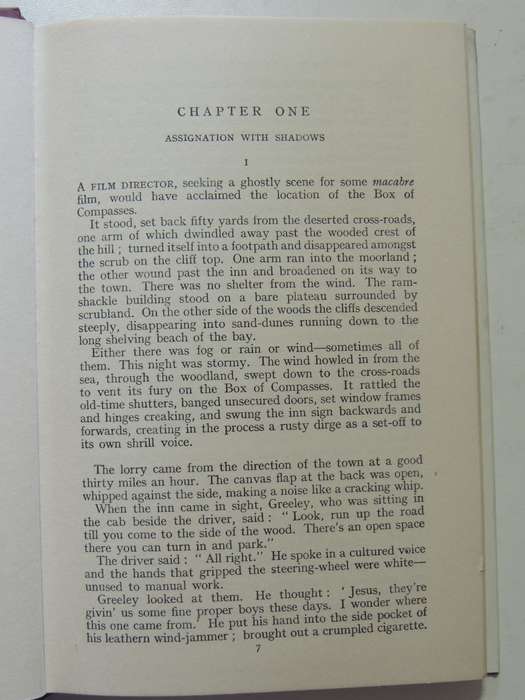 CHAPTER ONE
ASSIGNATION WITH SHADOWS
I
A FILM DIRECTOR, seeking a ghostly scene for some macabre
film, would have acclaimed the location of the Box of
Compasses.
It stood, set back fifty yards from the deserted cross-roads,
one arm of which dwindled away past the wooded crest of
the hill ; turned itself into a footpath and disappeared amongst
the scrub on the cliff top. One arm ran into the moorland ;
the other wound past the inn and broadened on its way to
the town. There was no shelter from the wind. The ram-
shackle building stood on a bare plateau surrounded by
scrubland. On the other side of the woods the cliffs descended
steeply, disappearing into sand-dunes running down to the
long shelving beach of the bay.
Either there was fog or rain or wind—sometimes all of
them. This night was stormy. The wind howled in from the
sea, through the woodland, swept down to the cross-roads
to vent its fury on the Box of Compasses. It rattled the
old-time shutters, banged unsecured doors, set window frames
and hinges creaking, and swung the inn sign backwards and
forwards, creating in the process a rusty dirge as a set-off to
its own shrill voice.
The lorry came from the direction of the town at a good
thirty miles an hour. The canvas flap at the back was open,
whipped against the side, making a noise like a cracking whip.
When the inn came in sight, Greeley, who was sitting in
the cab beside the driver, said : " Look, run up the road
till you come to the side of the wood. There's an open space
there you can turn in and park."
The driver said : " All right." He spoke in a cultured voice
and the hands that gripped the steering-wheel were white—
unused to manual work.
Greeley looked at them. He thought : ' Jesus, they're
givin' us some fine proper boys these days. I wonder where
this one came from.' He put his hand into the side pocket of
his leathern wind-jammer ; brought out a crumpled cigarette.
7